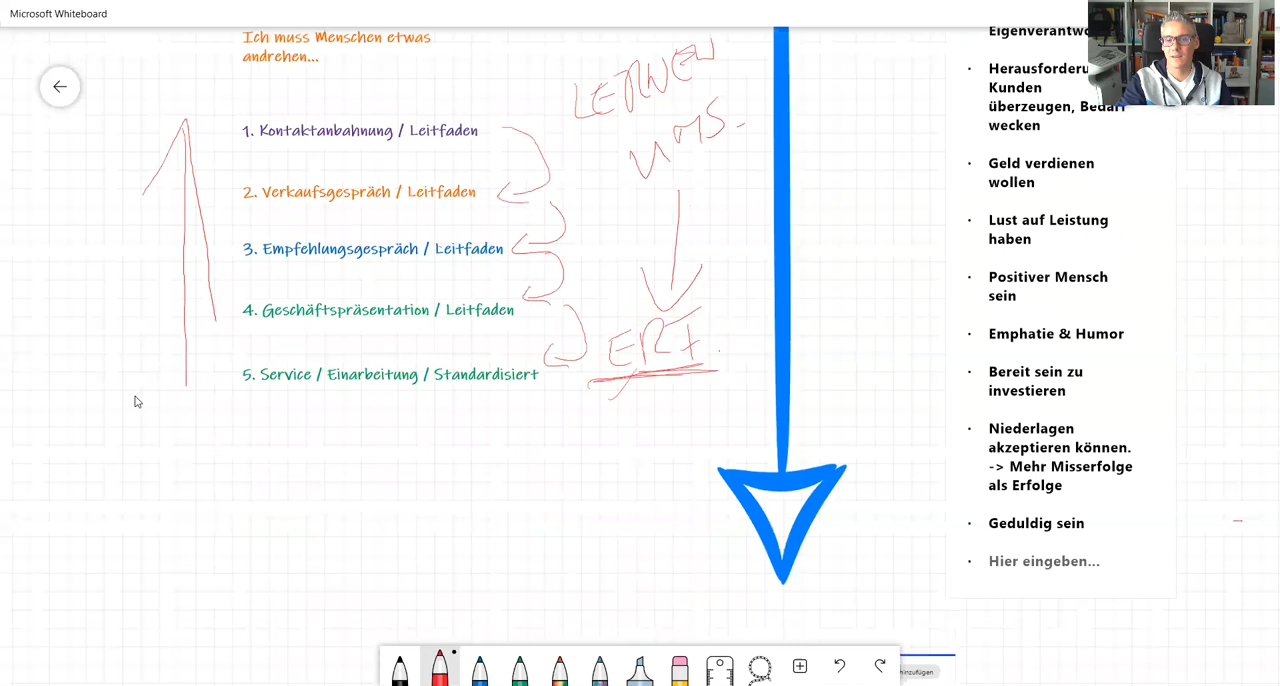 Microsoft Whiteboard
Ich muss Menschen etwas
andrehen...
1. Kontaktanbahnung / Leitfaden
2. Verkaufsgespräch / Leitfaden
3. Empfehlungsgespräch / Leitfaden
4. Geschäftspräsentation / Leitfaden
5. Service / Einarbeitung / Standardisiert
LERNEN
Eigenverantwo
Herausforderu
Kunden
überzeugen, Bedarf
wecken
Geld verdienen
wollen
Lust auf Leistung
haben
Positiver Mensch
sein
Emphatie & Humor
Bereit sein zu
investieren
Niederlagen
akzeptieren können.
-> Mehr Misserfolge
als Erfolge
Geduldig sein
Hier eingeben...
hinzufügen